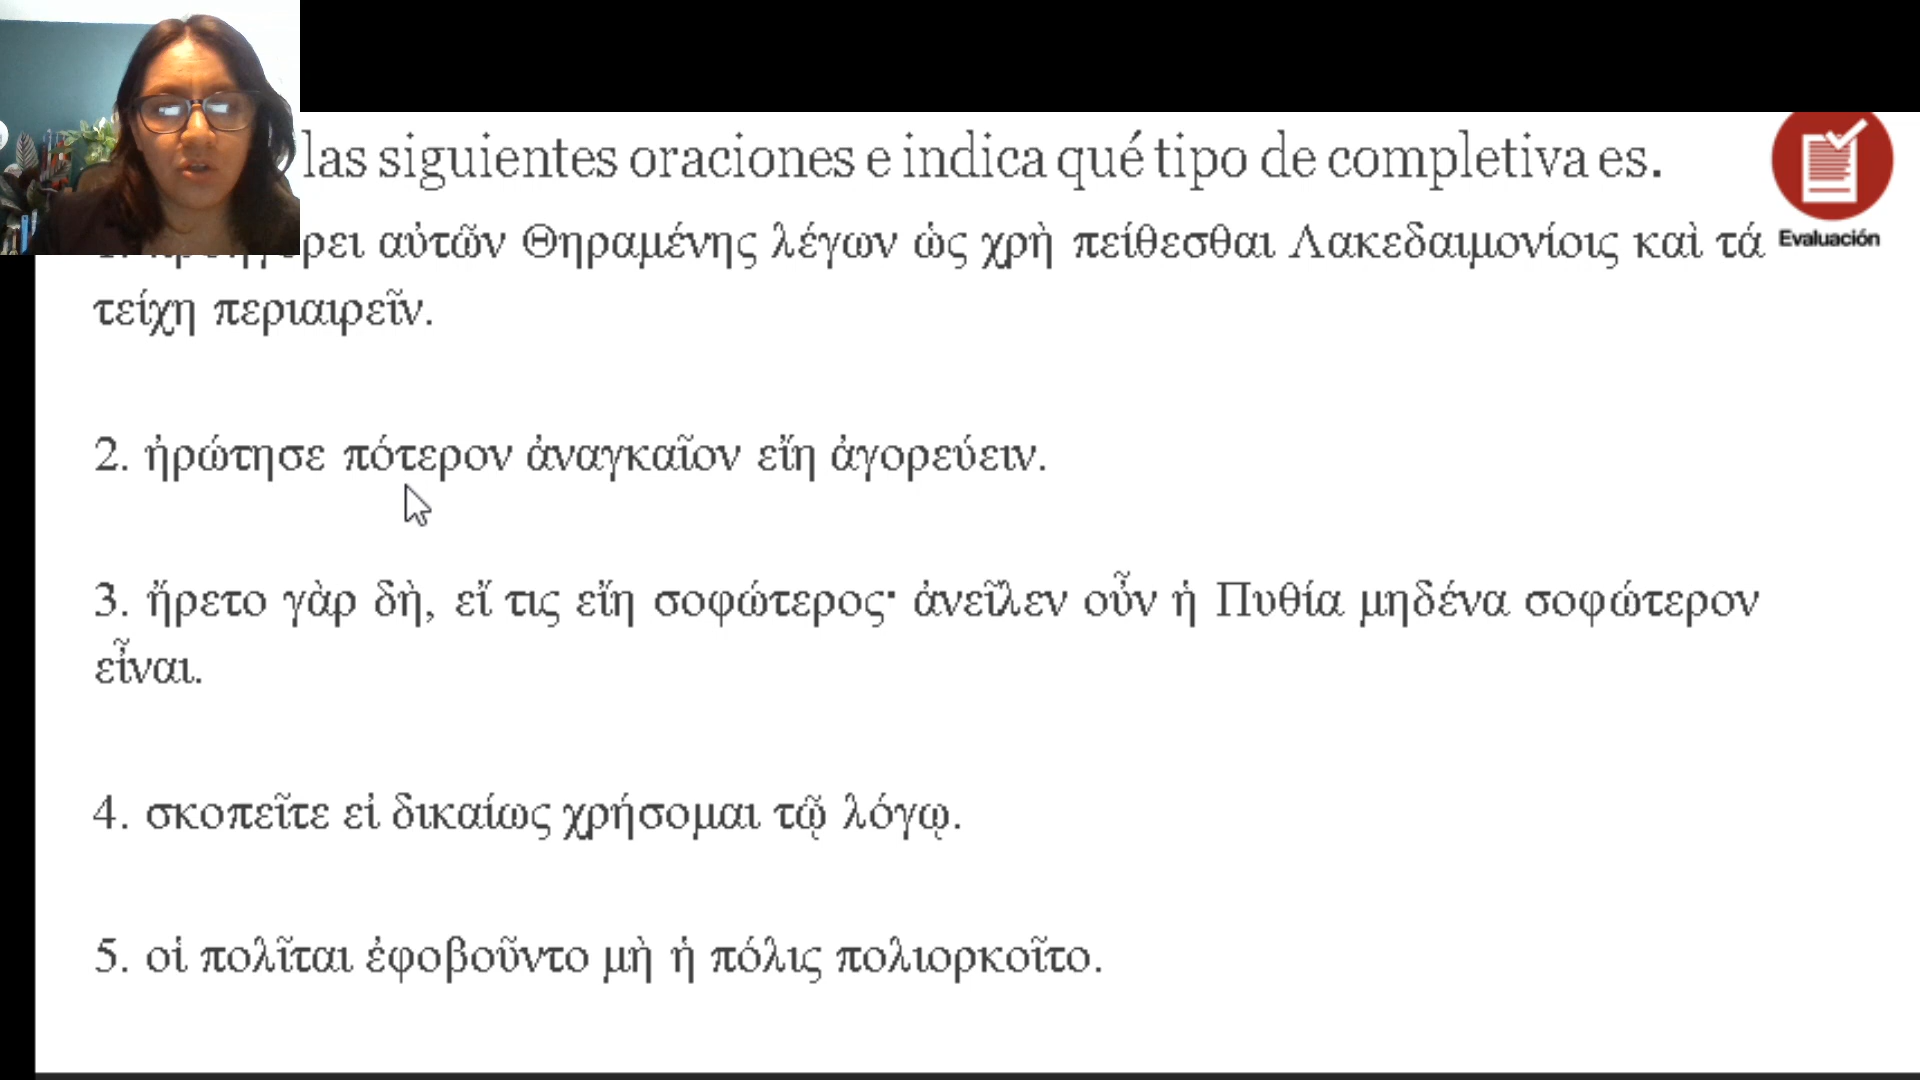 las siguientes oraciones e indica qué tipo de completiva es.
αὐτῶν Θηραμένης λέγων ὡς χρὴ πείθεσθαι Λακεδαιμονίοις καὶ τά
Evaluación
τείχη περιαιρεῖν.
2. ἠρώτησε πότερον ἀναγκαῖον εἴη ἀγορεύειν.
3. ἤρετο γὰρ δὴ, εἴ τις εἴη σοφώτερος· ἀνεῖλεν οὖν ἡ Πυθία μηδένα σοφώτερον
εἶναι.
4. σκοπεῖτε εἰ δικαίως χρήσομαι τῷ λόγῳ.
5. οἱ πολῖται ἐφοβοῦντο μὴ ἡ πόλις πολιορκοῖτο.